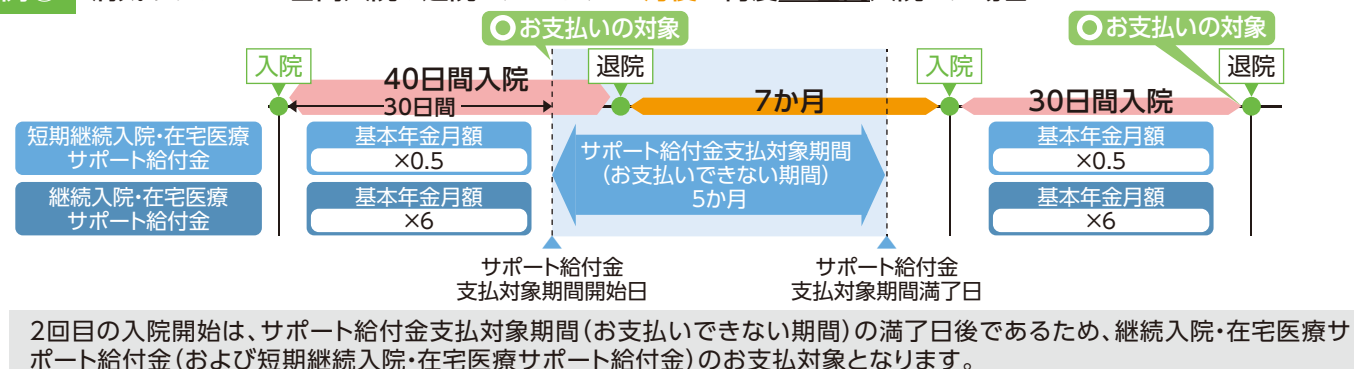 お支払いの対象
お支払いの対象
入院
40日間入院
30日間
退院
7か月
入院
30日間入院
退院
短期継続入院・在宅医療
サポート給付金
基本年金月額
×0.5
サポート給付金支払対象期間
(お支払いできない期間)
5か月
基本年金月額
×0.5
継続入院・在宅医療
サポート給付金
基本年金月額
×6
基本年金月額
×6
サポート給付金
支払対象期間開始日
サポート給付金
支払対象期間満了日
2回目の入院開始は、サポート給付金支払対象期間(お支払いできない期間)の満了日後であるため、継続入院・在宅医療サ
ポート給付金(および短期継続入院・在宅医療サポート給付金)のお支払対象となります。